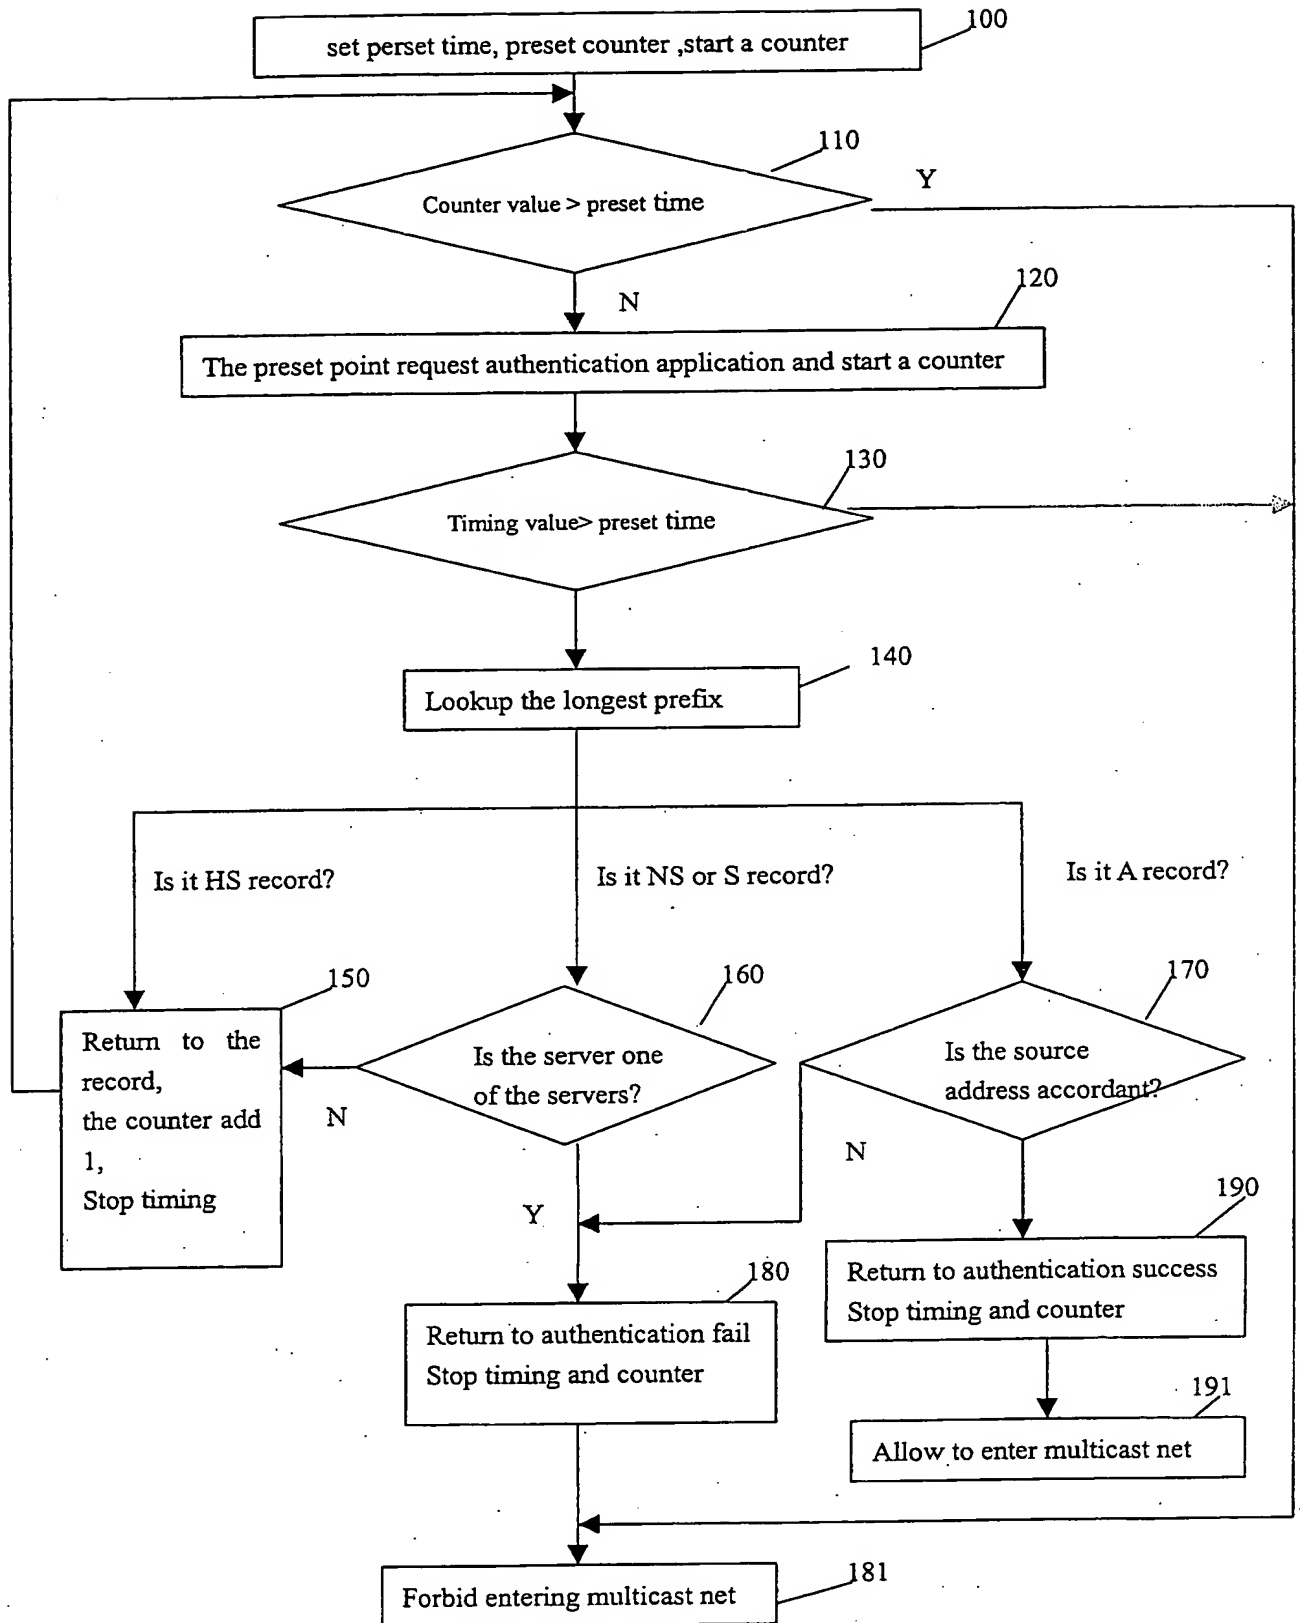 100
set perset time, preset counter ,start a counter
110
Y
Counter value > preset time
120
N
The preset point request authentication application and start a counter
130
Timing value> preset time
140
Lookup the longest prefix
Is it HS record?
Is it NS or S record?
Is it A record?
150
160
170
Return to the
record,
the counter add
1,
Stop timing
Is the server one
of the servers?
Is the source
address accordant?
N
N
Y
190
Return to authentication success
Stop timing and counter
180
Return to authentication fail
Stop timing and counter
191
Allow to enter multicast net
181
Forbid entering multicast net